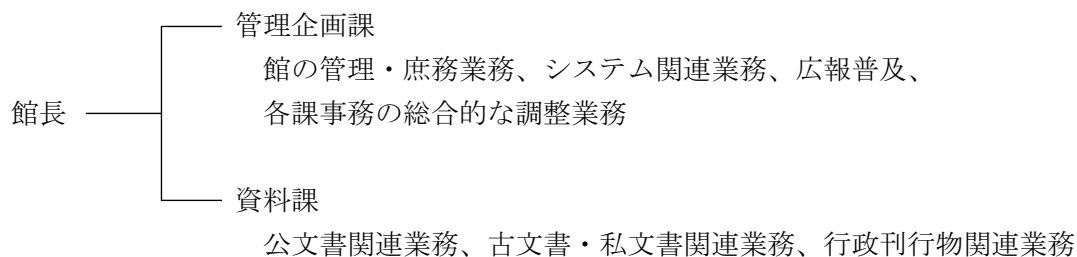 管理企画課
館の管理・庶務業務、システム関連業務、広報普及、
館長
各課事務の総合的な調整業務
資料課
公文書関連業務、古文書・私文書関連業務、行政刊行物関連業務